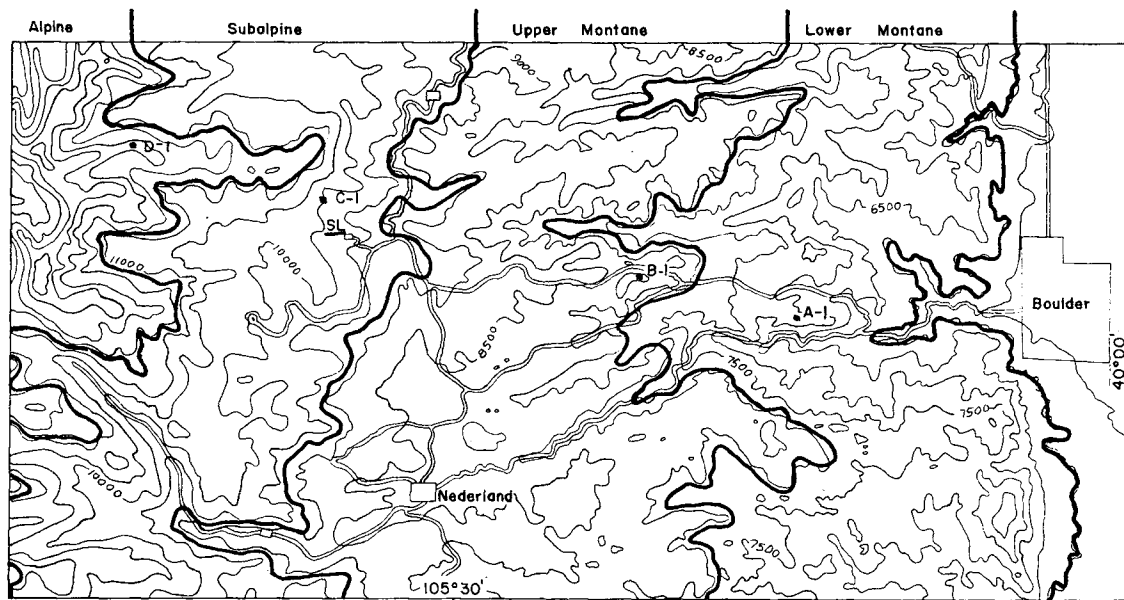 Alpine
Subalpine
Upper Montane
Lower Montane
8500
9000
D-1
C-1
SL
6500
10000
11000
B-1
A-1
Boulder
8500
7500
40°00'
7500
10000
Nederland
7500
105°30'